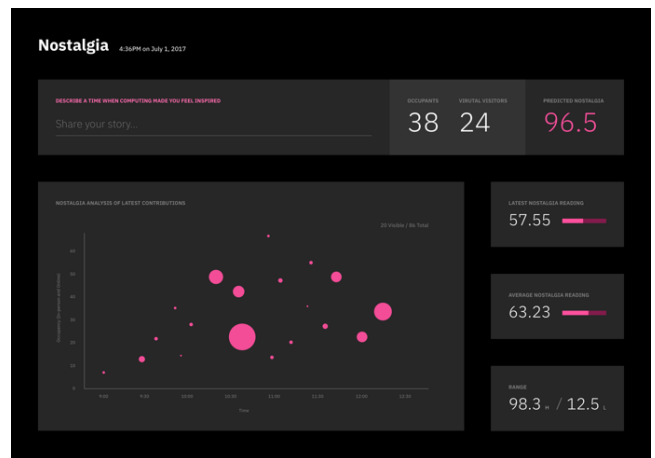 Nostalgia 4:36PM on July 1, 2017
DESCRIBE A TIME WHEN COMPUTING MADE YOU FEEL INSPIRED
Share your story...
OCCUPANTS
38
VIRUTAL VISITORS
24
PREDICTED NOSTALGIA
96.5
NOSTALGIA ANALYSIS OF LATEST CONTRIBUTIONS
20 Visible / 86 Total
60
50
40
30
20
10
0
9:00 9:30 10:00 10:30 11:00 11:30 12:00 12:30
Time
LATEST NOSTALGIA READING
57.55
AVERAGE NOSTALGIA READING
63.23
RANGE
98.3 H / 12.5 L